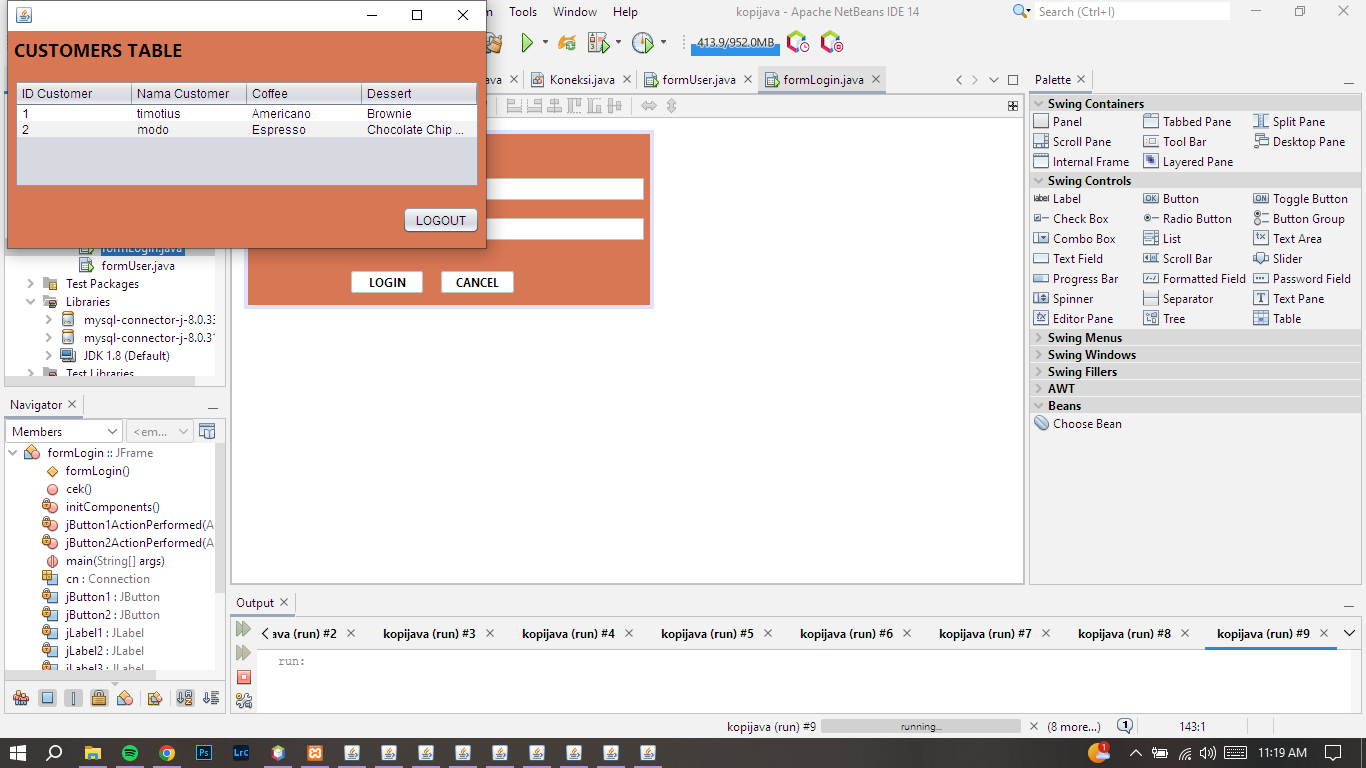 Tools Window Help
kopijava - Apache NetBeans IDE 14
Search (Ctrl+I)
413.9/952.0MB
CUSTOMERS TABLE
ID Customer Nama Customer Coffee Dessert
1 timotius Americano Brownie
2 modo Espresso Chocolate Chip ...
LOGOUT
Koneksi.java
formUser.java
formLogin.java
LOGIN CANCEL
formLogin.java
formUser.java
Test Packages
Libraries
mysql-connector-j-8.0.33
mysql-connector-j-8.0.31
JDK 1.8 (Default)
Test Libraries
Palette
Swing Containers
Panel Tabbed Pane Split Pane
Scroll Pane Tool Bar Desktop Pane
Internal Frame Layered Pane
Swing Controls
Label Button Toggle Button
Check Box Radio Button Button Group
Combo Box List Text Area
Text Field Scroll Bar Slider
Progress Bar Formatted Field Password Field
Spinner Separator Text Pane
Editor Pane Tree Table
Swing Menus
Swing Windows
Swing Fillers
AWT
Beans
Choose Bean
Navigator
Members <em...
formLogin :: JFrame
formLogin()
cek()
initComponents()
jButton1ActionPerformed(A
jButton2ActionPerformed(A
main(String[] args)
cn : Connection
jButton1 : JButton
jButton2 : JButton
jLabel1 : JLabel
jLabel2 : JLabel
jLabel3 : JLabel
Output
ava (run) #2 kopijava (run) #3 kopijava (run) #4 kopijava (run) #5 kopijava (run) #6 kopijava (run) #7 kopijava (run) #8 kopijava (run) #9
run:
kopijava (run) #9 running... (8 more...) 1 143:1
Ps LrC 1 11:19 AM